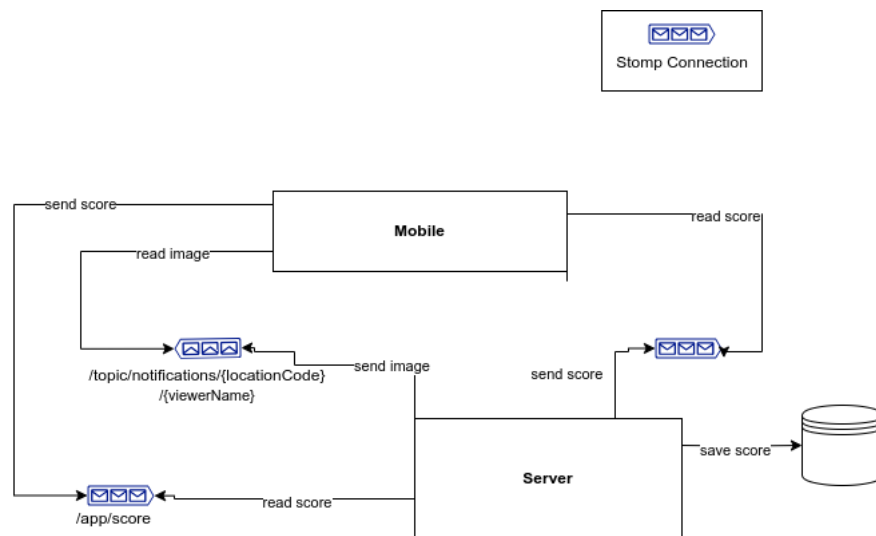 Stomp Connection
send score
Mobile
read score
read image
send image
/topic/notifications/{locationCode}
/{viewerName}
send score
save score
Server
read score
/app/score